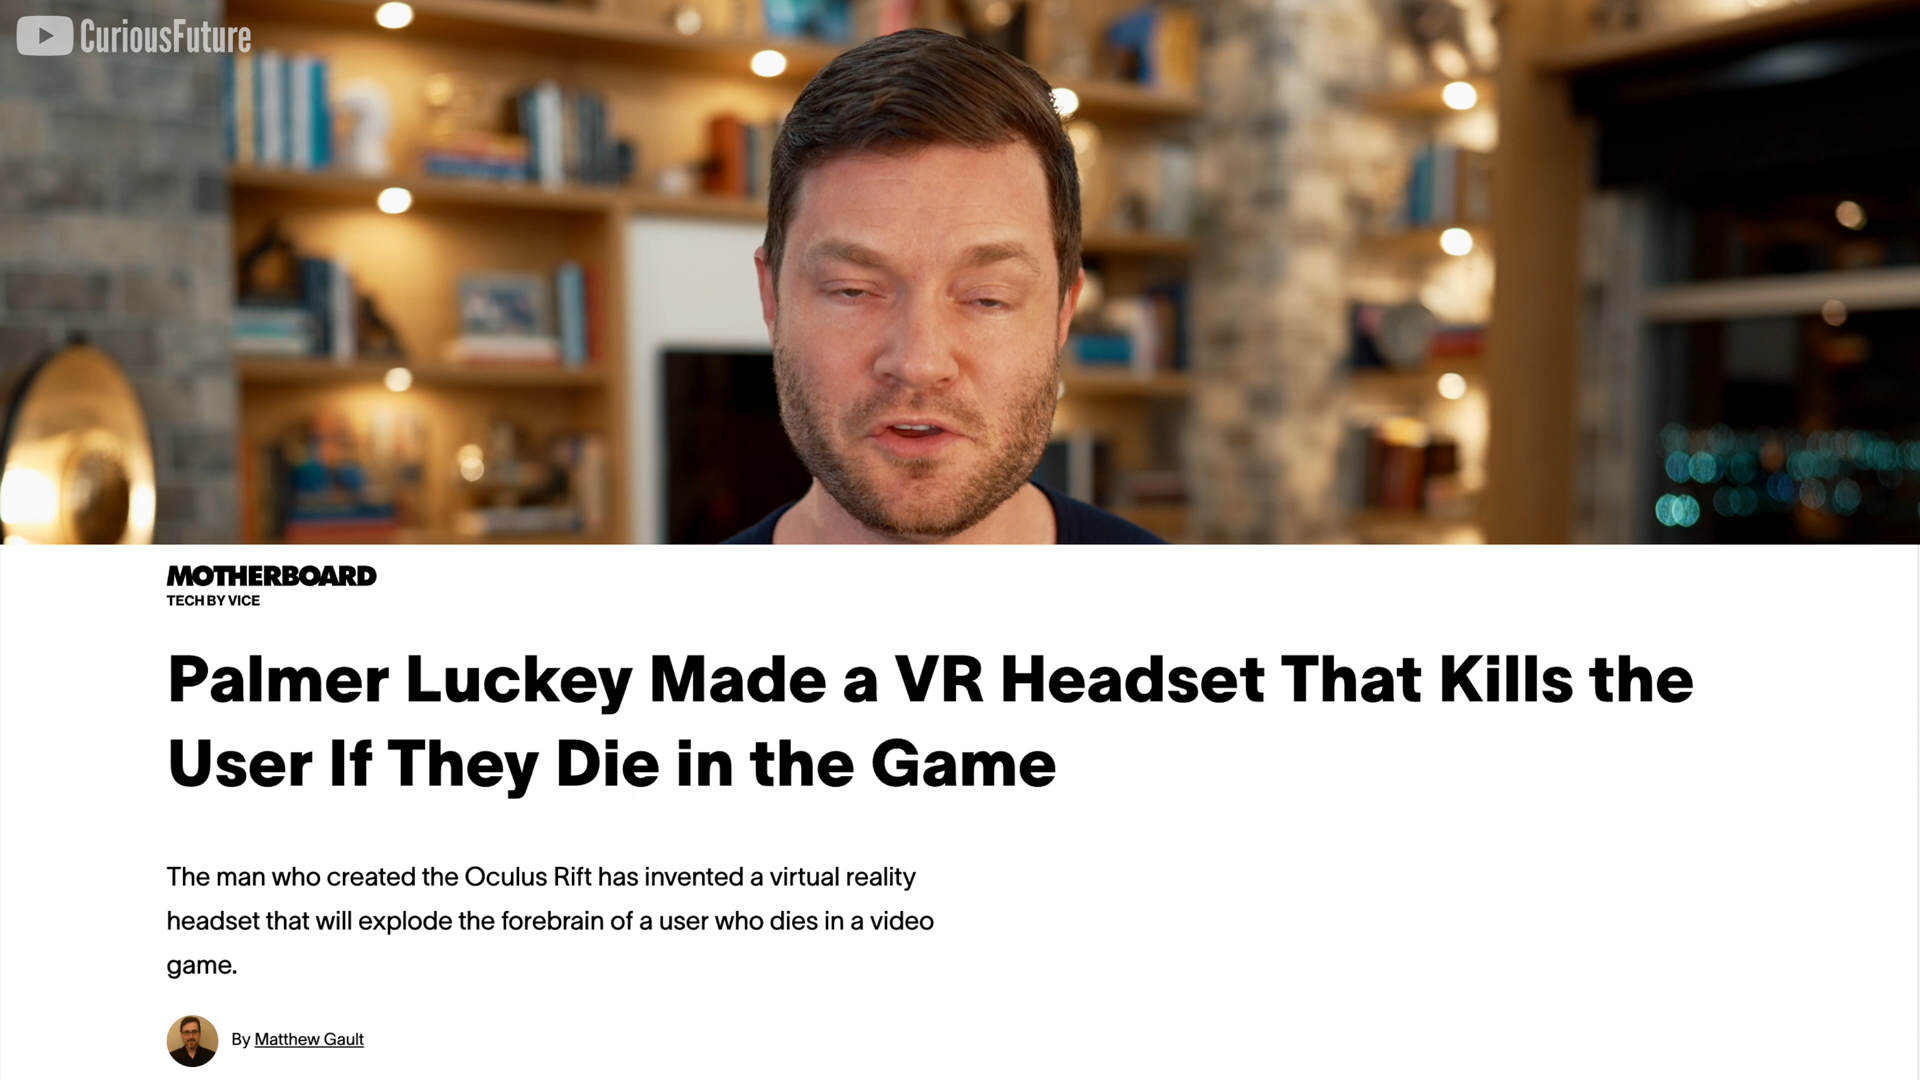 CuriousFuture
MOTHERBOARD
TECH BY VICE
Palmer Luckey Made a VR Headset That Kills the
User If They Die in the Game
The man who created the Oculus Rift has invented a virtual reality
headset that will explode the forebrain of a user who dies in a video
game.
By Matthew Gault